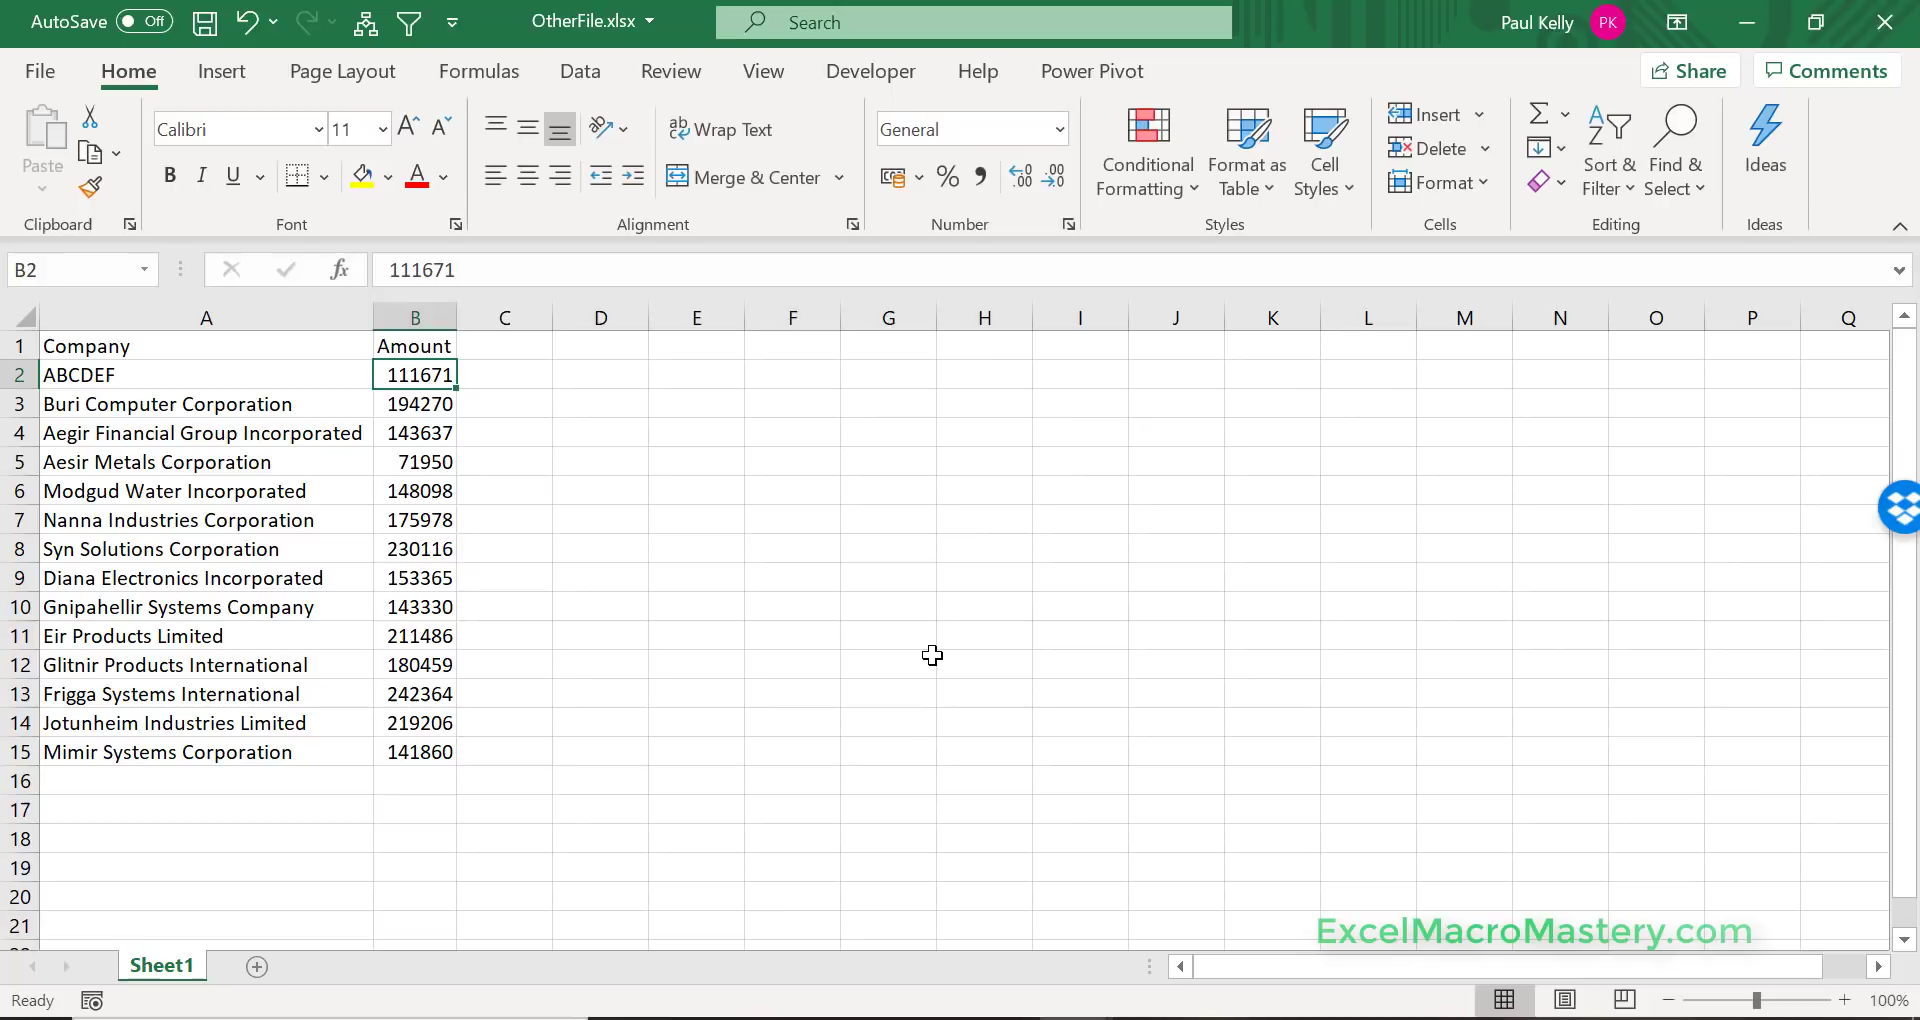 AutoSave Off OtherFile.xlsx Search Paul Kelly PK
File Home Insert Page Layout Formulas Data Review View Developer Help Power Pivot Share Comments
Paste
Clipboard
Calibri 11
B I U A
Font
ab Wrap Text
Merge & Center
Alignment
General
% , .00 .00
Number
Conditional Formatting
Format as Table
Cell Styles
Styles
Insert
Delete
Format
Cells
Σ
Sort & Filter
Find & Select
Editing
Ideas
Ideas
B2 fx 111671
A B C D E F G H I J K L M N O P Q
1 Company Amount
2 ABCDEF 111671
3 Buri Computer Corporation 194270
4 Aegir Financial Group Incorporated 143637
5 Aesir Metals Corporation 71950
6 Modgud Water Incorporated 148098
7 Nanna Industries Corporation 175978
8 Syn Solutions Corporation 230116
9 Diana Electronics Incorporated 153365
10 Gnipahellir Systems Company 143330
11 Eir Products Limited 211486
12 Glitnir Products International 180459
13 Frigga Systems International 242364
14 Jotunheim Industries Limited 219206
15 Mimir Systems Corporation 141860
16
17
18
19
20
21
ExcelMacroMastery.com
Sheet1
Ready 100%